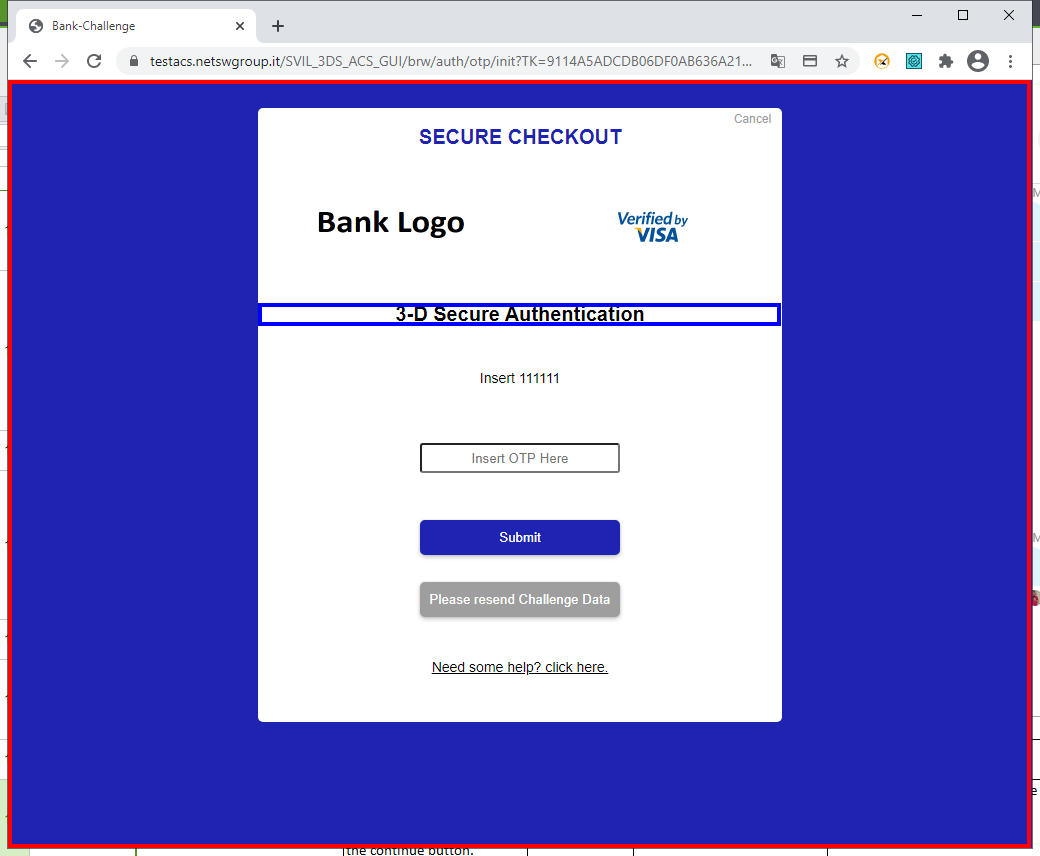 Bank-Challenge
testacs.netswgroup.it/SVIL_3DS_ACS_GUI/brw/auth/otp/init?TK=9114A5ADCDB06DF0AB636A21...
Cancel
SECURE CHECKOUT
Bank Logo
Verified by
VISA
3-D Secure Authentication
Insert 111111
Insert OTP Here
Submit
Please resend Challenge Data
Need some help? click here.
the continue button.